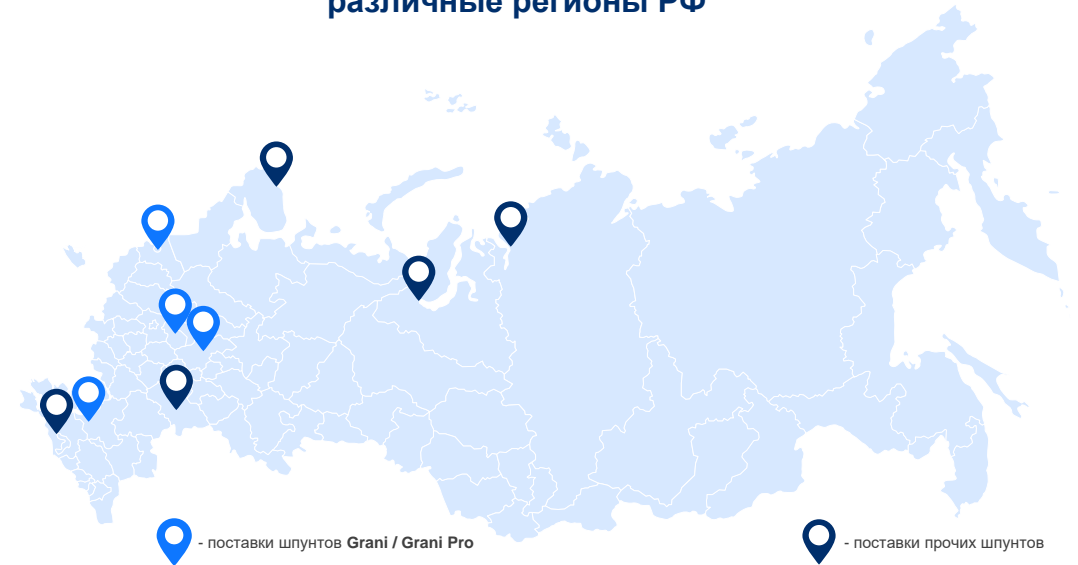 различные регионы РФ
- поставки шпунтов Grani / Grani Pro
- поставки прочих шпунтов